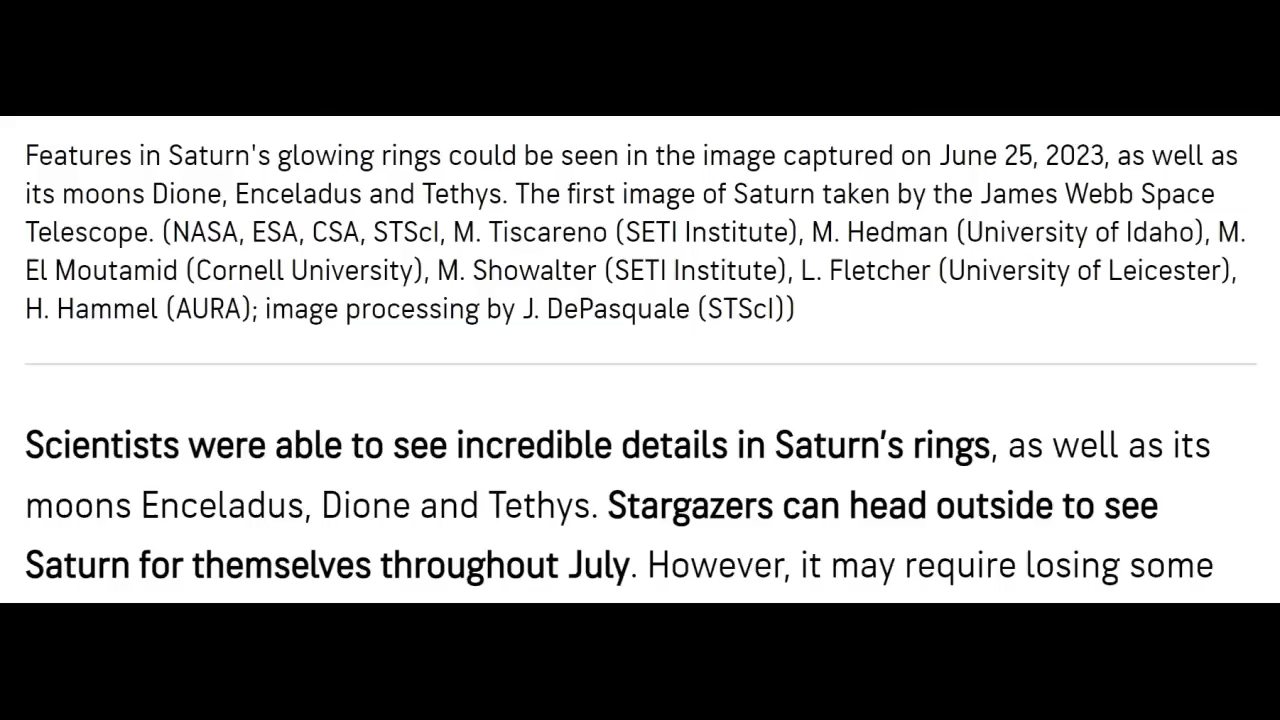 Features in Saturn's glowing rings could be seen in the image captured on June 25, 2023, as well as
its moons Dione, Enceladus and Tethys. The first image of Saturn taken by the James Webb Space
Telescope. (NASA, ESA, CSA, STScI, M. Tiscareno (SETI Institute), M. Hedman (University of Idaho), M.
El Moutamid (Cornell University), M. Showalter (SETI Institute), L. Fletcher (University of Leicester),
H. Hammel (AURA); image processing by J. DePasquale (STScI))
Scientists were able to see incredible details in Saturn’s rings, as well as its
moons Enceladus, Dione and Tethys. Stargazers can head outside to see
Saturn for themselves throughout July. However, it may require losing some